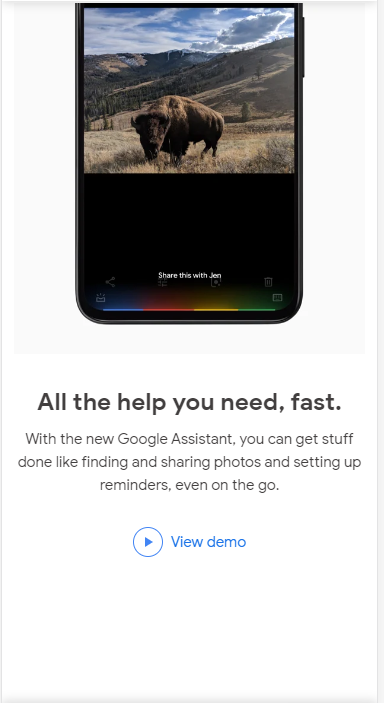 Share this with Jen
All the help you need, fast.
With the new Google Assistant, you can get stuff
done like finding and sharing photos and setting up
reminders, even on the go.
View demo